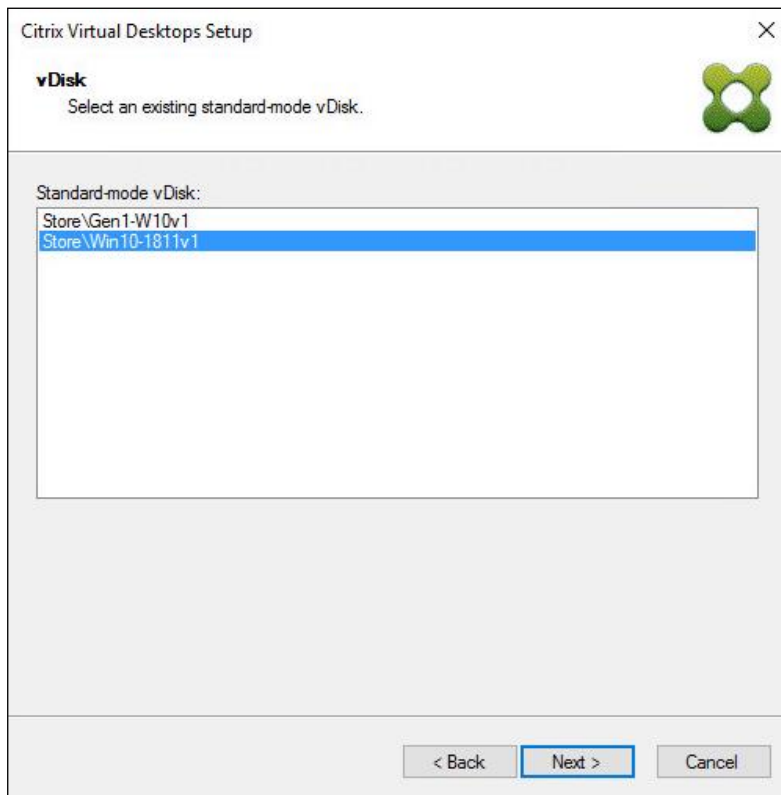 Citrix Virtual Desktops Setup
vDisk
Select an existing standard-mode vDisk.
Standard-mode vDisk:
Store\Gen1-W10v1
Store\Win10-1811v1
< Back
Next >
Cancel